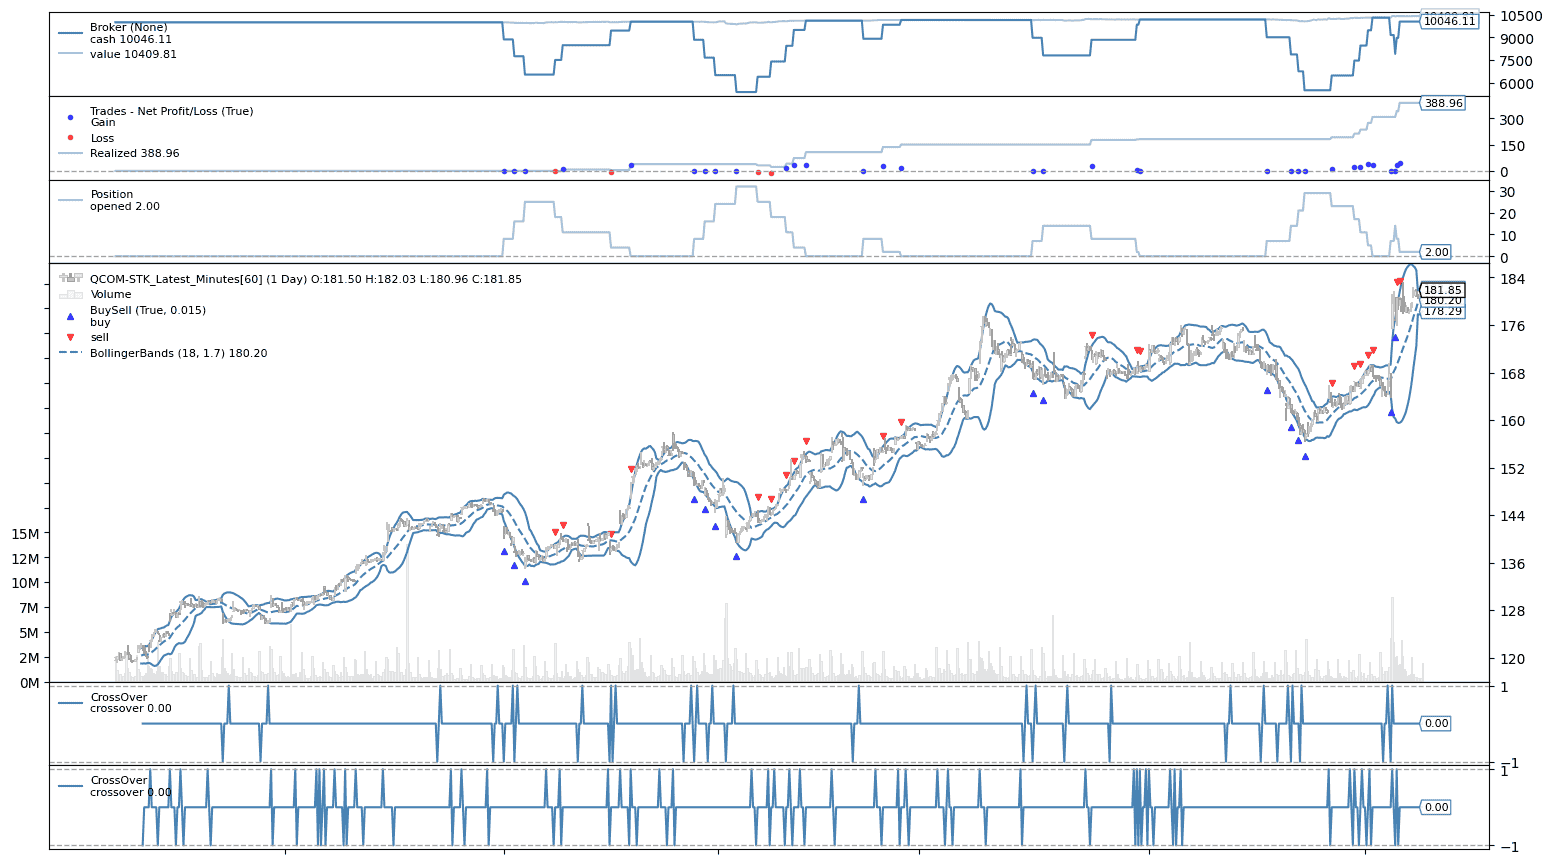 Broker (None)
cash 10046.11
value 10409.81
10500
10046.11
9000
7500
6000
Trades - Net Profit/Loss (True)
Gain
Loss
Realized 388.96
388.96
300
150
0
Position
opened 2.00
30
20
10
2.00
0
QCOM-STK_Latest_Minutes[60] (1 Day) O:181.50 H:182.03 L:180.96 C:181.85
Volume
BuySell (True, 0.015)
buy
sell
BollingerBands (18, 1.7) 180.20
184
181.85
180.20
178.29
176
168
160
152
144
136
128
120
15M
12M
10M
7M
5M
2M
0M
CrossOver
crossover 0.00
1
0.00
−1
CrossOver
crossover 0.00
1
0.00
−1